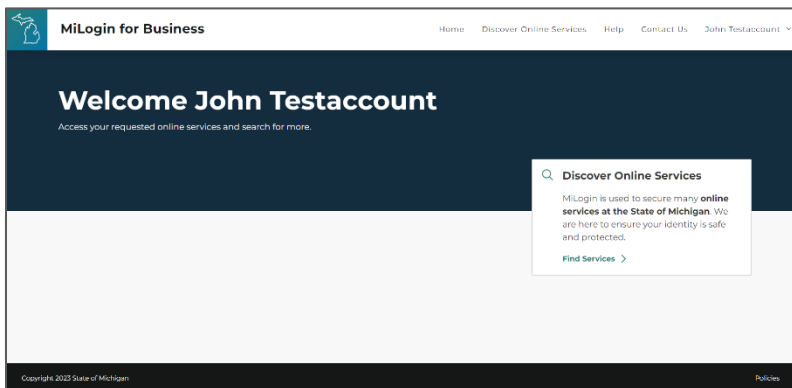 MiLogin for Business
Home Discover Online Services Help Contact Us John Testaccount
Welcome John Testaccount
Access your requested online services and search for more.
Discover Online Services
MiLogin is used to secure many online
services at the State of Michigan. We
are here to ensure your identity is safe
and protected.
Find Services
Copyright 2023 State of Michigan
Policies